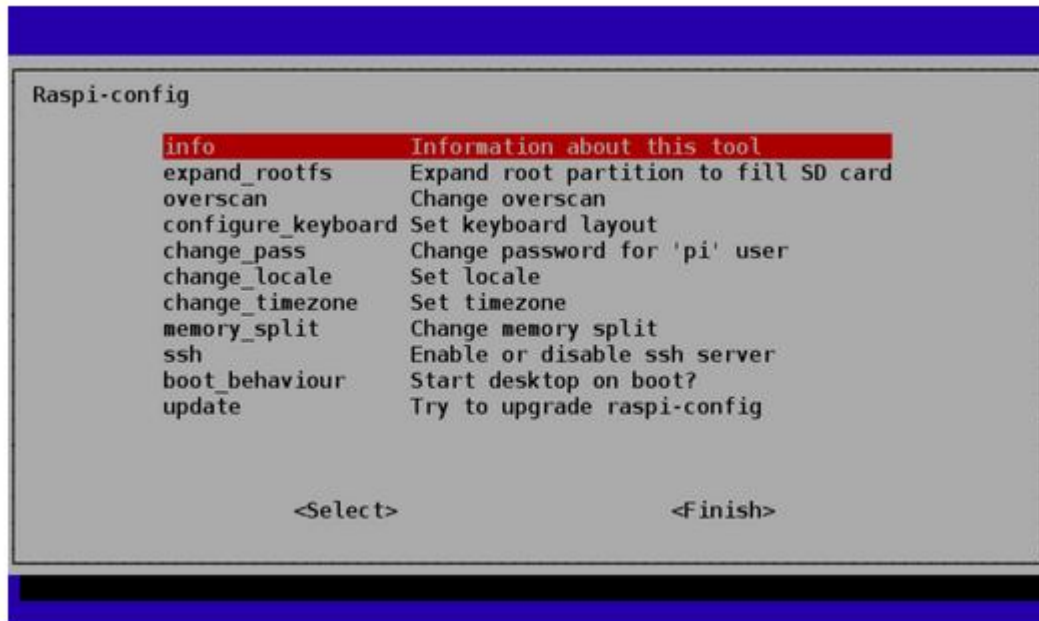 Raspi-config
info Information about this tool
expand_rootfs Expand root partition to fill SD card
overscan Change overscan
configure_keyboard Set keyboard layout
change_pass Change password for 'pi' user
change_locale Set locale
change_timezone Set timezone
memory_split Change memory split
ssh Enable or disable ssh server
boot_behaviour Start desktop on boot?
update Try to upgrade raspi-config
<Select> <Finish>